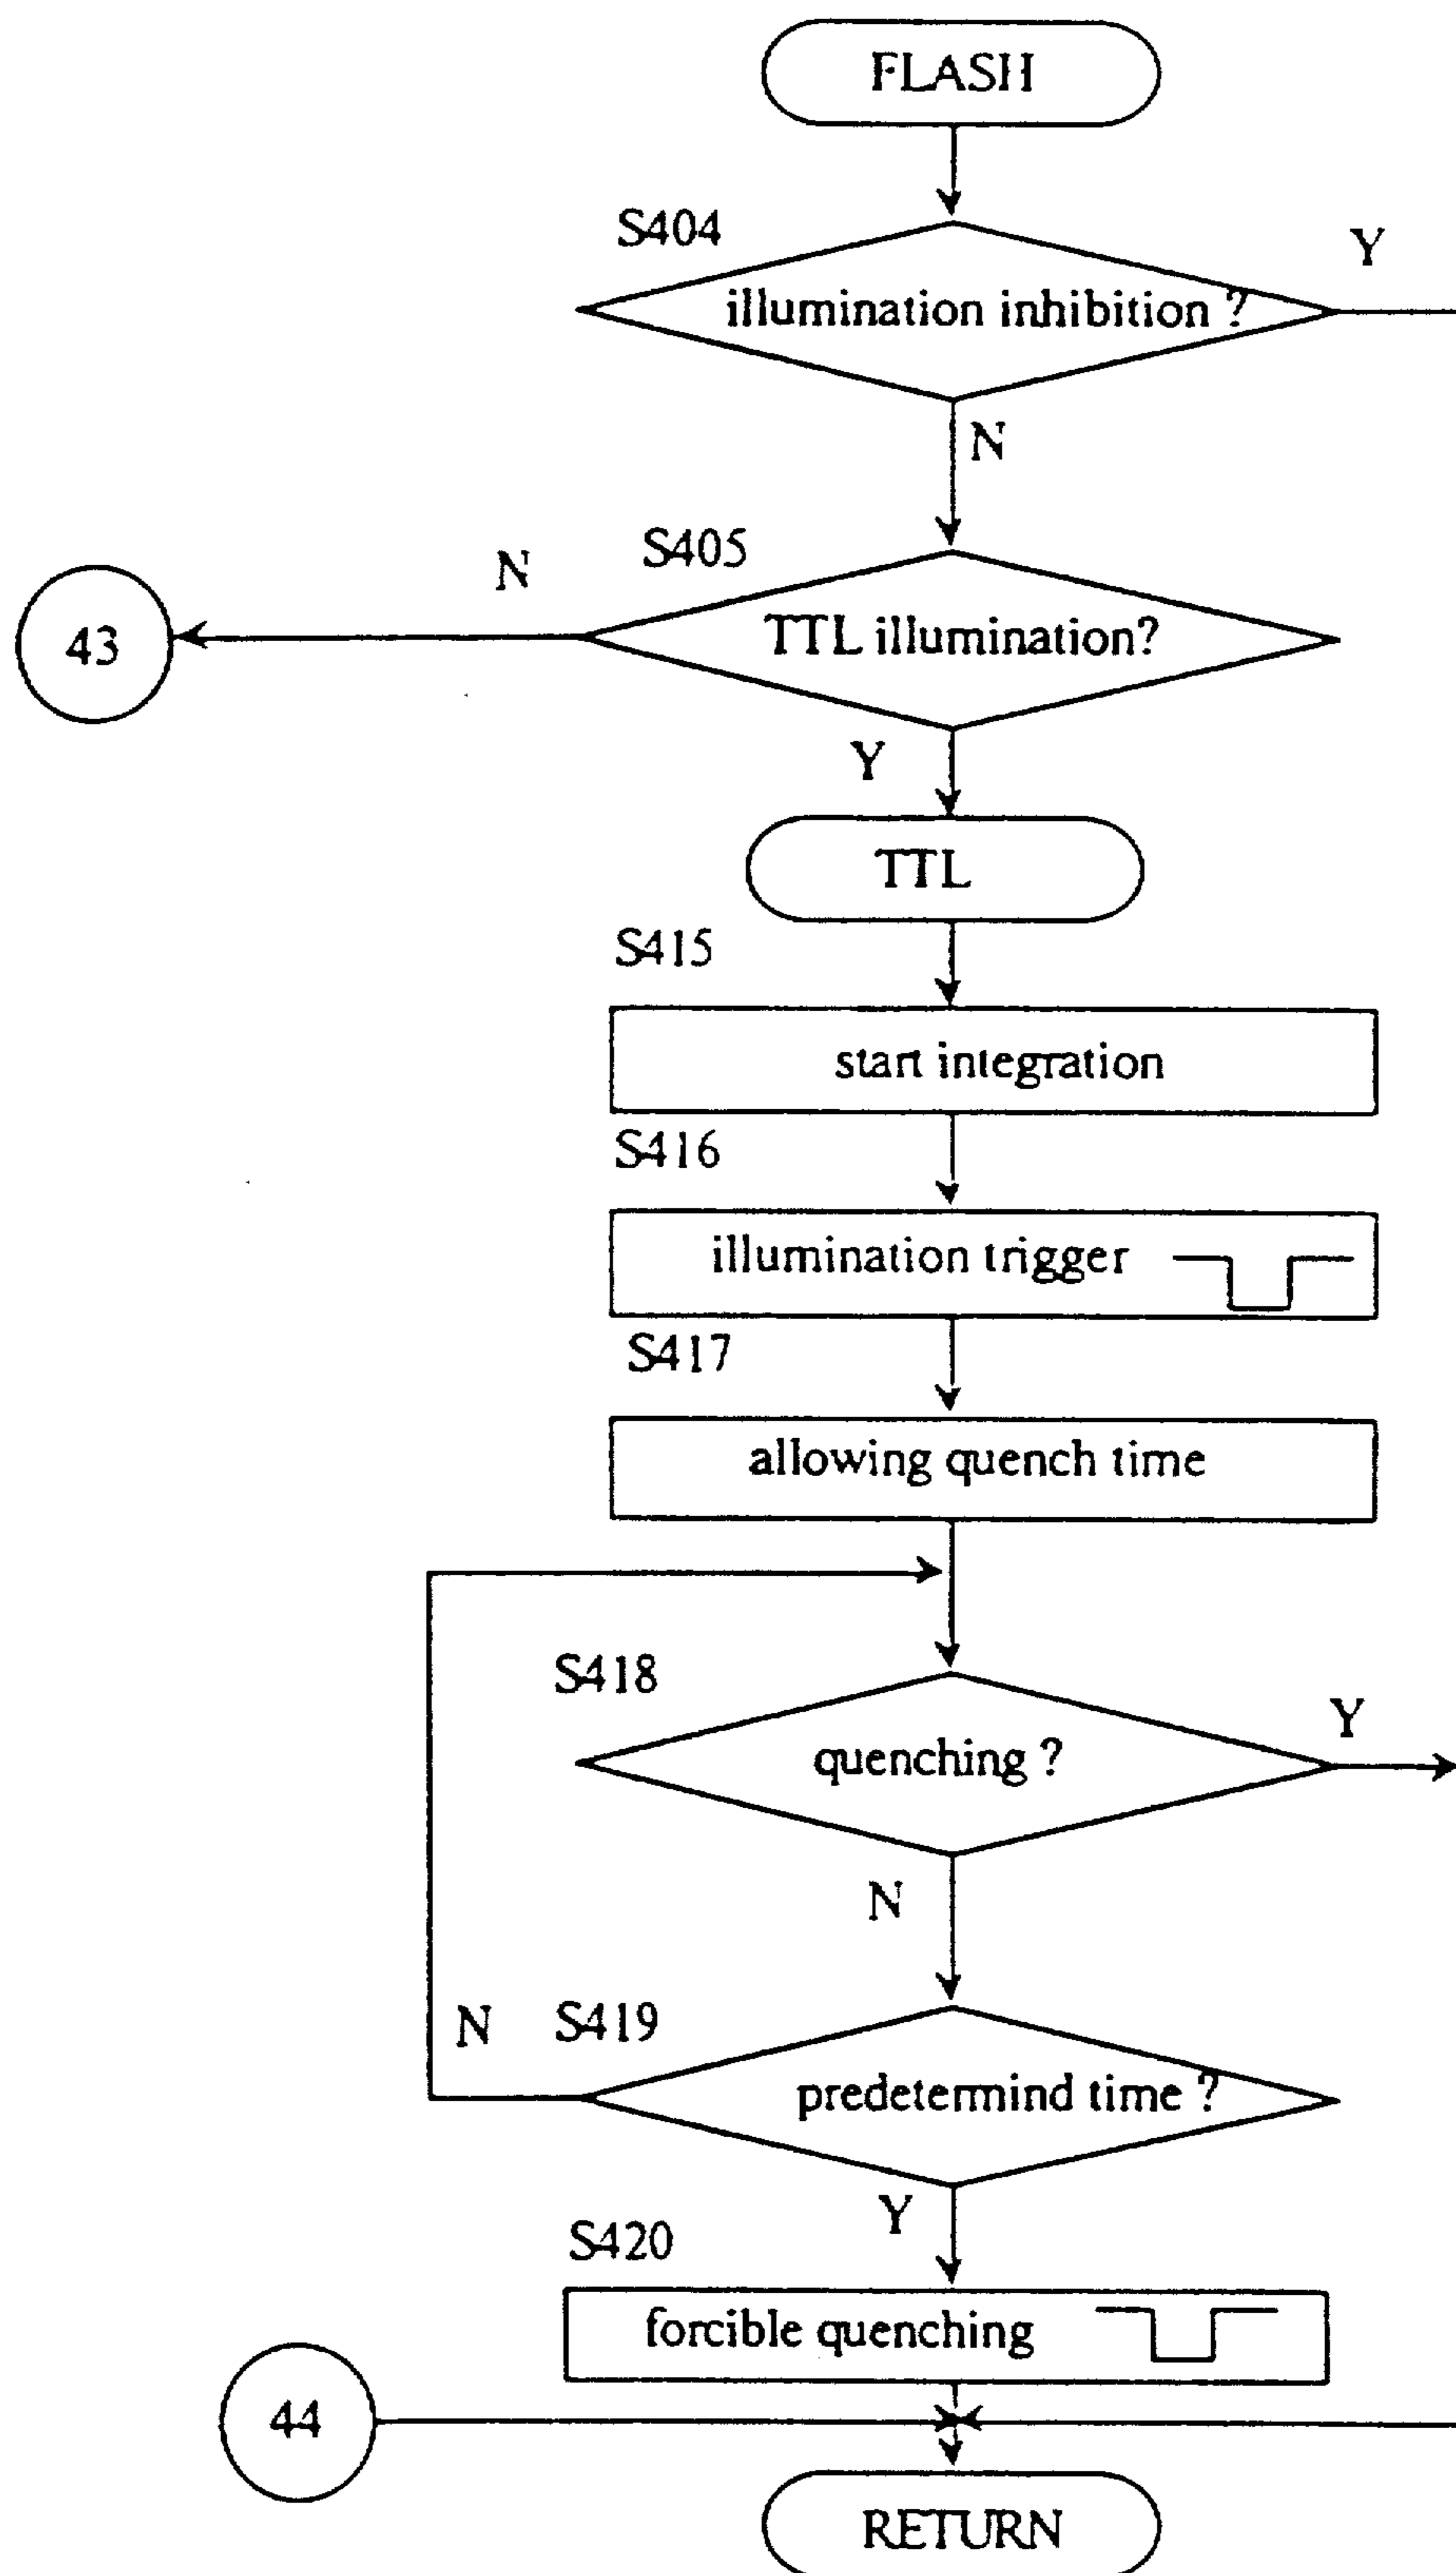 FLASH
S404
Y
illumination inhibition ?
N
S405
N
TTL illumination?
43
Y
TTL
S415
start integration
S416
illumination trigger
S417
allowing quench time
S418
Y
quenching ?
N
N
S419
predetermind time ?
Y
S420
forcible quenching
44
RETURN